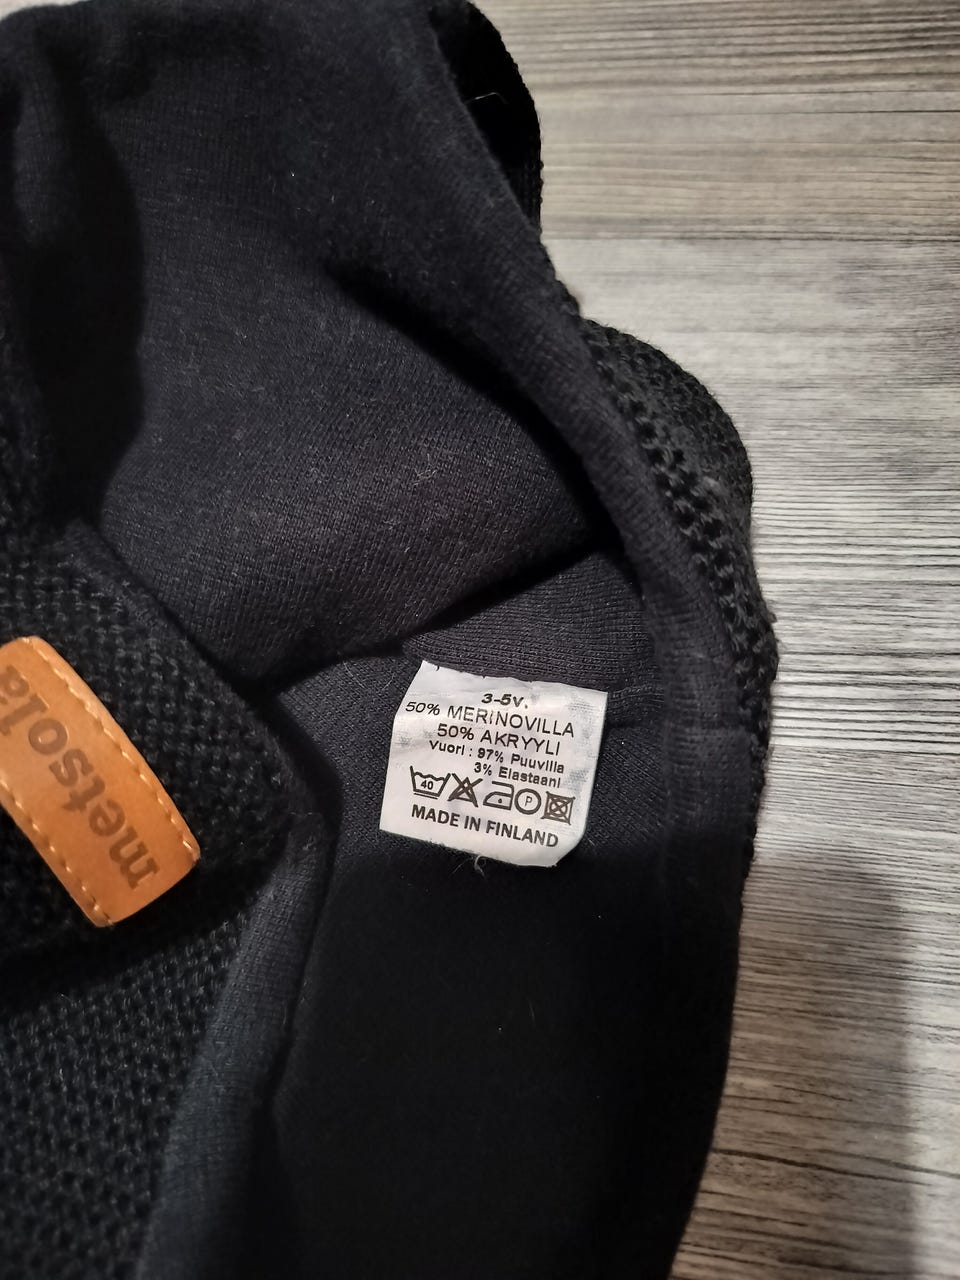 3-5v.
50% MERINOVILLA
50% AKRYYLI
Vuori : 97% Puuvilla
3% Elastaani
40 P
MADE IN FINLAND
metsola